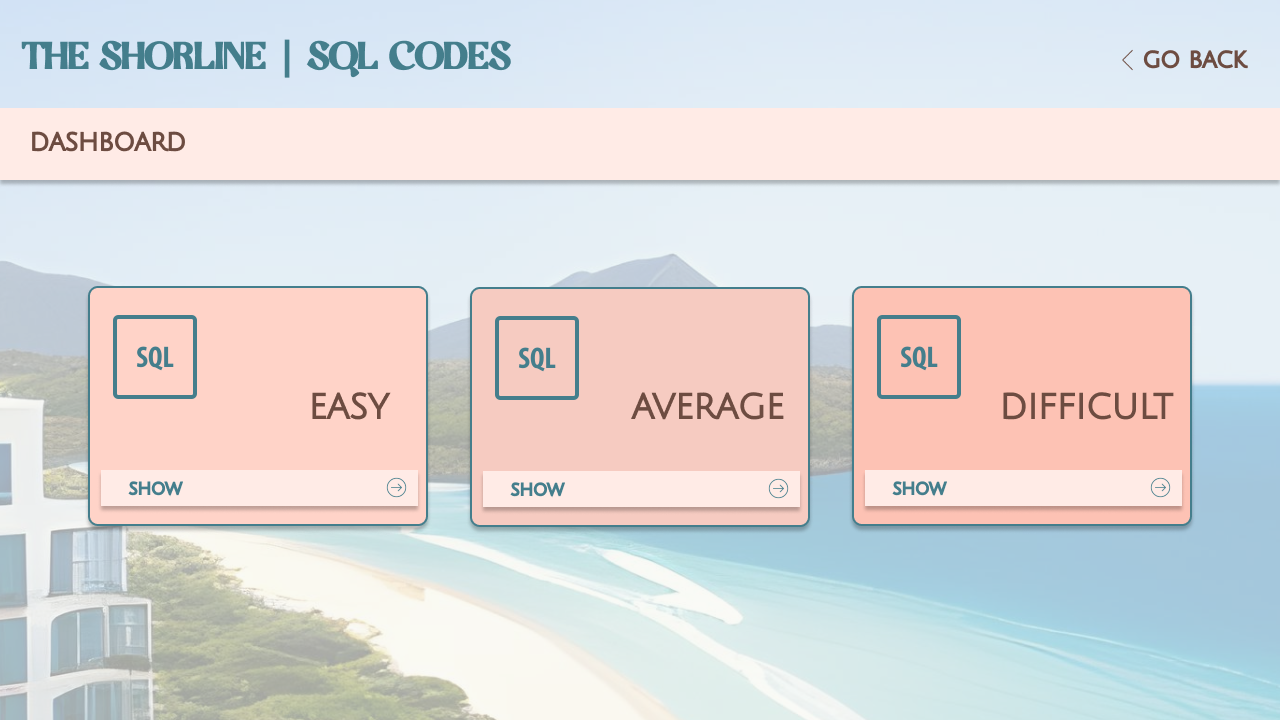 THE SHORLINE | SQL CODES
GO BACK
DASHBOARD
SQL
EASY
SHOW
SQL
AVERAGE
SHOW
SQL
DIFFICULT
SHOW